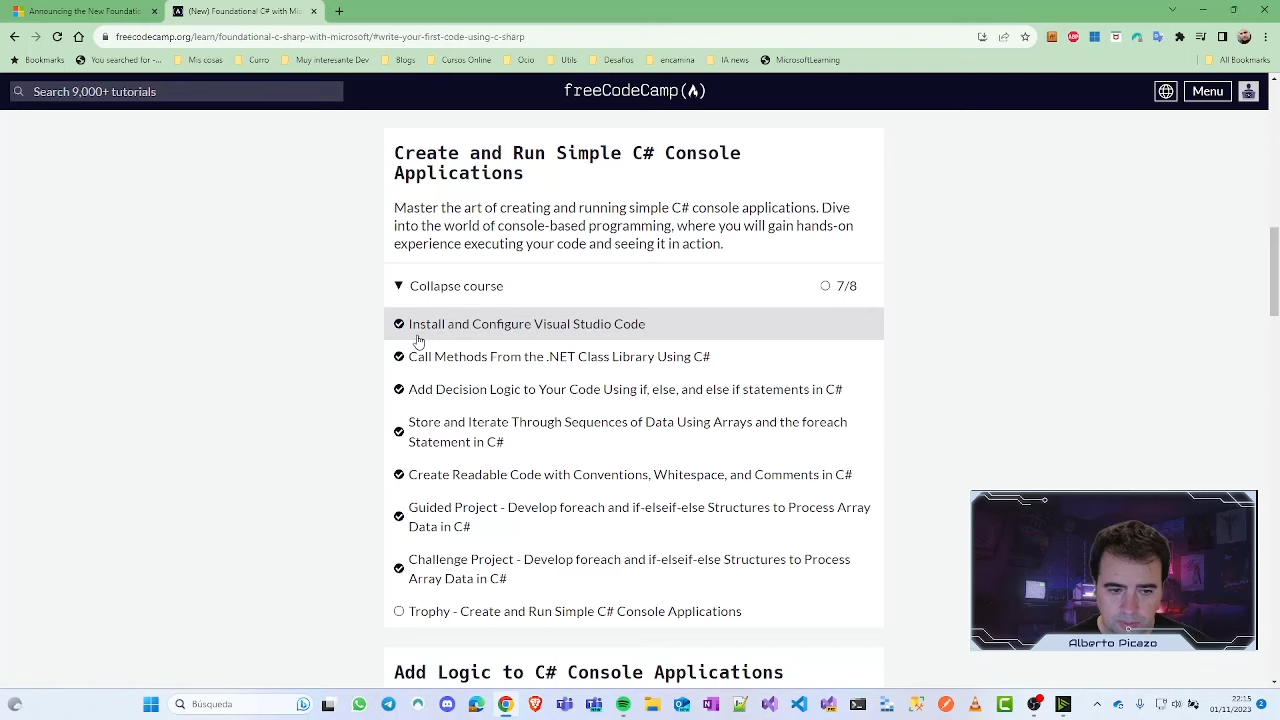 Announcing the New Foundatic
(New) Foundational C# with Mic
freecodecamp.org/learn/foundational-c-sharp-with-microsoft/#write-your-first-code-using-c-sharp
Bookmarks
You searched for -...
Mis cosas
Curro
Muy interesante Dev
Blogs
Cursos Online
Ocio
Utils
Desafios
encamina
IA news
MicrosoftLearning
All Bookmarks
Search 9,000+ tutorials
freeCodeCamp
Menu
Create and Run Simple C# Console
Applications
Master the art of creating and running simple C# console applications. Dive
into the world of console-based programming, where you will gain hands-on
experience executing your code and seeing it in action.
Collapse course
7/8
Install and Configure Visual Studio Code
Call Methods From the .NET Class Library Using C#
Add Decision Logic to Your Code Using if, else, and else if statements in C#
Store and Iterate Through Sequences of Data Using Arrays and the foreach
Statement in C#
Create Readable Code with Conventions, Whitespace, and Comments in C#
Guided Project - Develop foreach and if-elseif-else Structures to Process Array
Data in C#
Challenge Project - Develop foreach and if-elseif-else Structures to Process
Array Data in C#
Trophy - Create and Run Simple C# Console Applications
Add Logic to C# Console Applications
Alberto Picazo
Búsqueda
22:15
01/11/2023